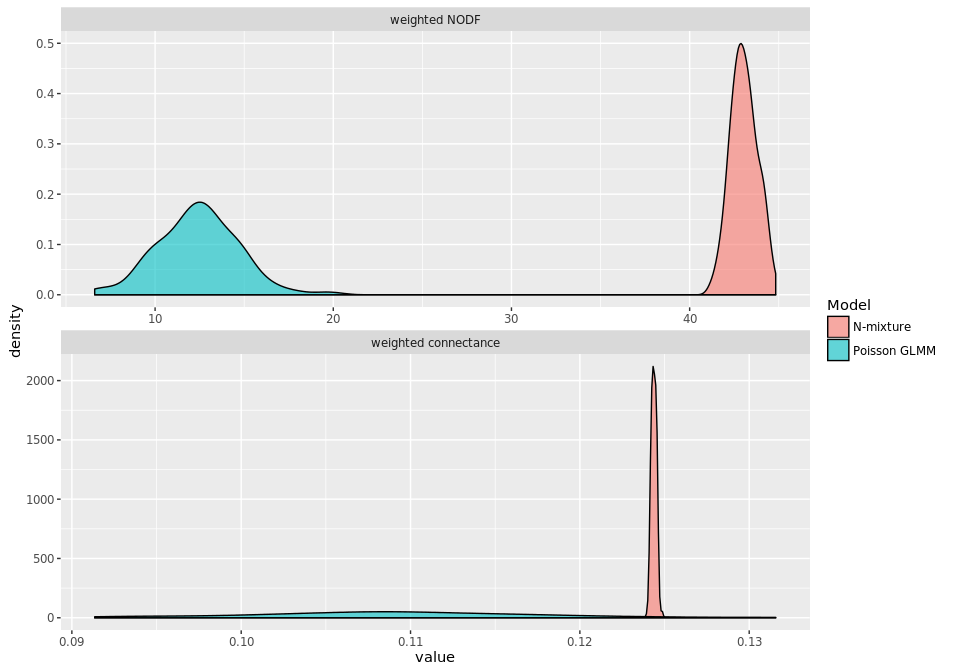 weighted NODF
0.5
0.4
0.3
0.2
0.1
0.0
10 20 30 40
density
weighted connectance
2000
1500
1000
500
0
0.09 0.10 0.11 0.12 0.13
value
Model
N-mixture
Poisson GLMM